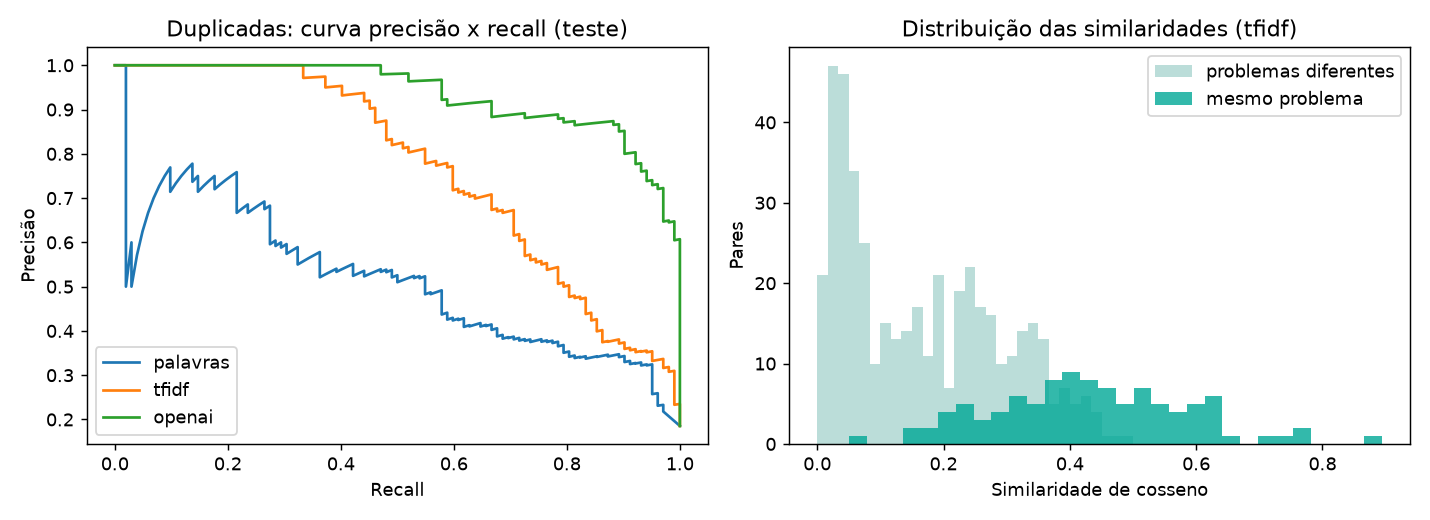 Duplicadas: curva precisão x recall (teste)
1.0
0.9
0.8
0.7
0.6
0.5
0.4
0.3
0.2
Precisão
palavras
tfidf
openai
0.0 0.2 0.4 0.6 0.8 1.0
Recall
Distribuição das similaridades (tfidf)
problemas diferentes
mesmo problema
40
30
20
10
0
Pares
0.0 0.2 0.4 0.6 0.8
Similaridade de cosseno